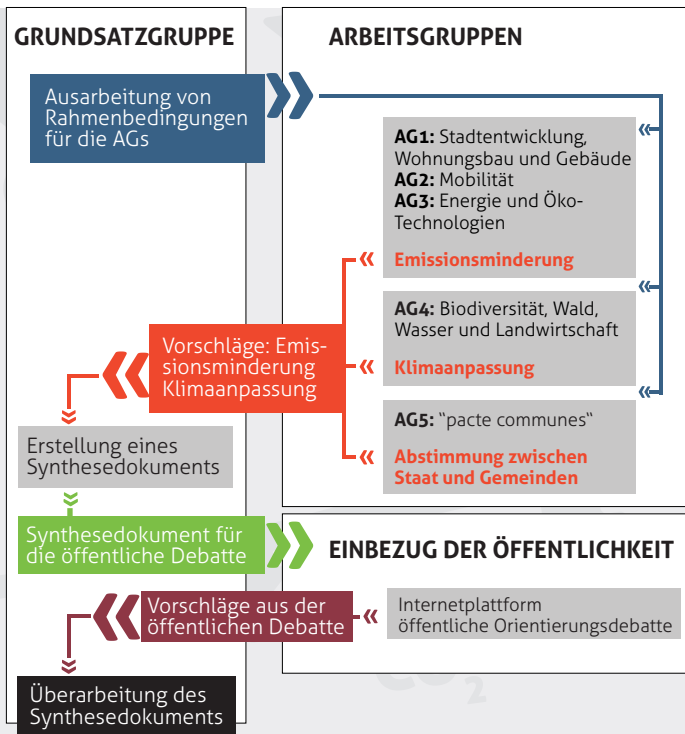 GRUNDSATZGRUPPE
Ausarbeitung von
Rahmenbedingungen
für die AGs
ARBEITSGRUPPEN
AG1: Stadtentwicklung,
Wohnungsbau und Gebäude
AG2: Mobilität
AG3: Energie und Öko-
Technologien
Emissionsminderung
AG4: Biodiversität, Wald,
Wasser und Landwirtschaft
Klimaanpassung
AG5: "pacte communes"
Abstimmung zwischen
Staat und Gemeinden
Vorschläge: Emis-
sionsminderung
Klimaanpassung
Erstellung eines
Synthesedokuments
Synthesedokument für
die öffentliche Debatte
EINBEZUG DER ÖFFENTLICHKEIT
Internetplattform
öffentliche Orientierungsdebatte
Vorschläge aus der
öffentlichen Debatte
Überarbeitung des
Synthesedokuments
CO2